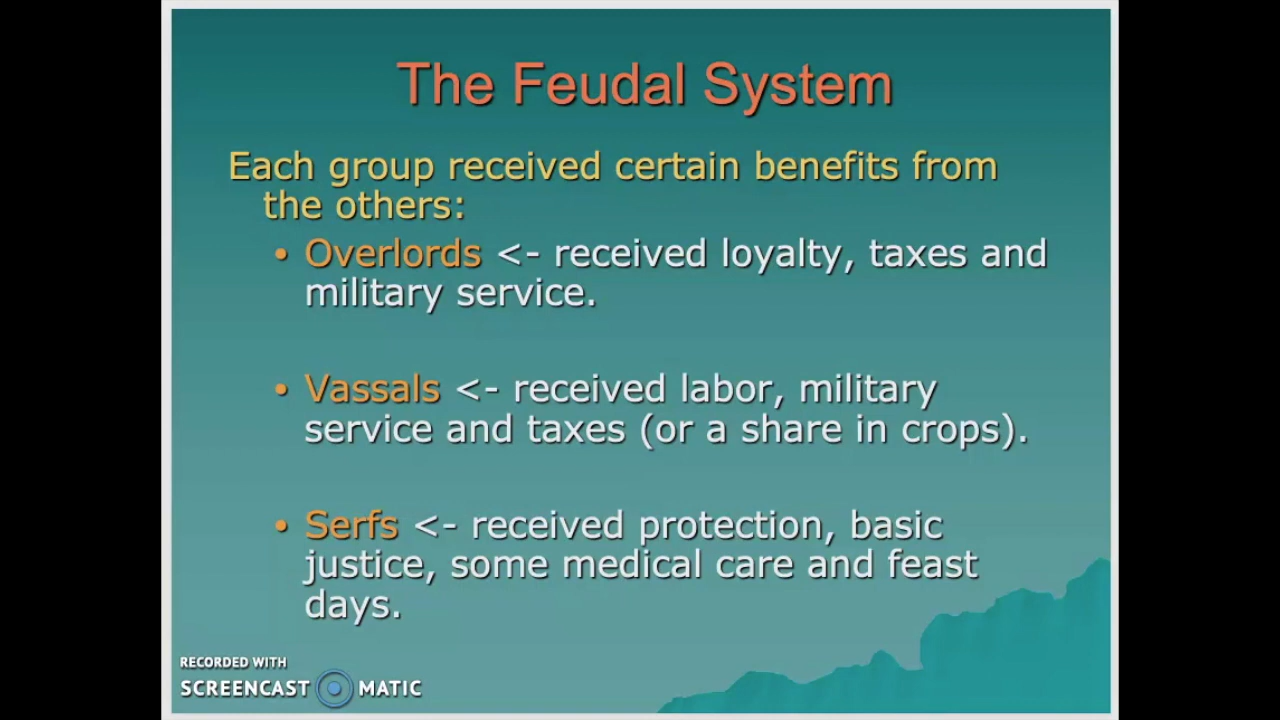 The Feudal System
Each group received certain benefits from
the others:
• Overlords <- received loyalty, taxes and
military service.
• Vassals <- received labor, military
service and taxes (or a share in crops).
• Serfs <- received protection, basic
justice, some medical care and feast
days.
RECORDED WITH
SCREENCAST MATIC